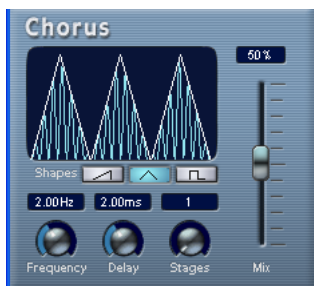 Chorus
50%
Shapes
2.00Hz 2.00ms 1
Frequency Delay Stages Mix